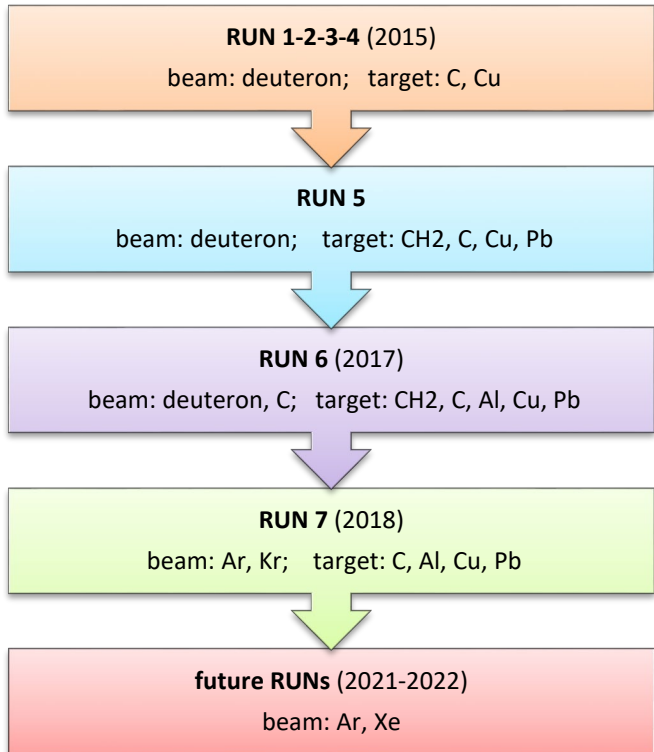 RUN 1-2-3-4 (2015)
beam: deuteron; target: C, Cu
RUN 5
beam: deuteron; target: CH2, C, Cu, Pb
RUN 6 (2017)
beam: deuteron, C; target: CH2, C, Al, Cu, Pb
RUN 7 (2018)
beam: Ar, Kr; target: C, Al, Cu, Pb
future RUNs (2021-2022)
beam: Ar, Xe